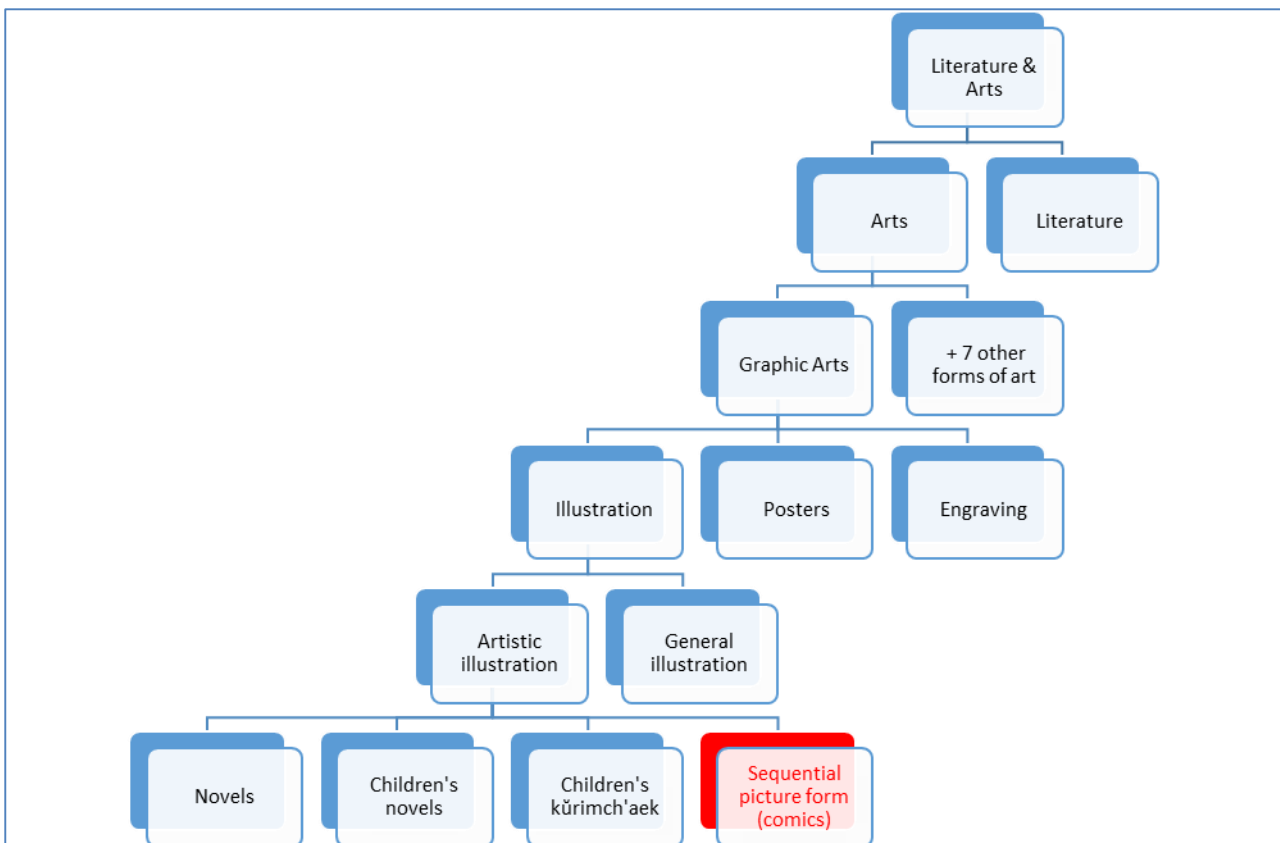 Literature &
Arts
Arts
Literature
Graphic Arts
+ 7 other
forms of art
Illustration
Posters
Engraving
Artistic
illustration
General
illustration
Novels
Children's
novels
Children's
kŭrimch'aek
Sequential
picture form
(comics)